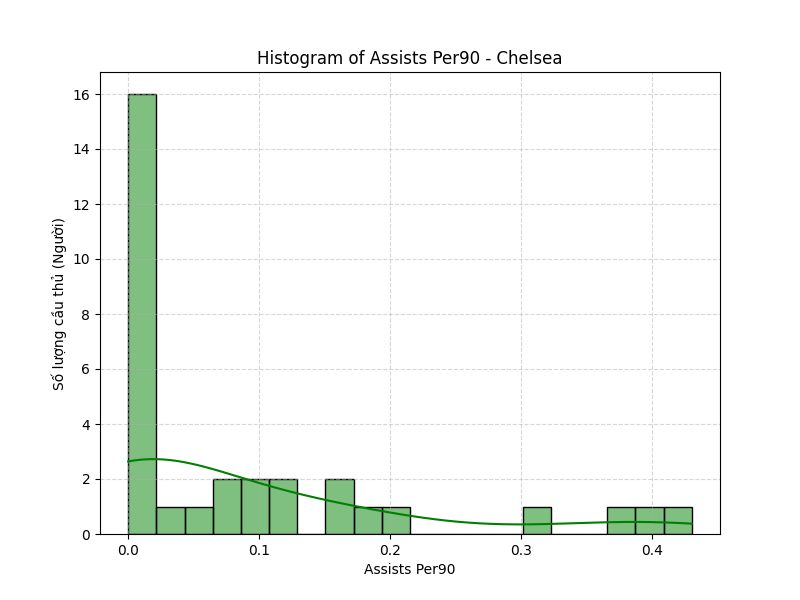 Histogram of Assists Per90 - Chelsea
Số lượng cầu thủ (Người)
16
14
12
10
8
6
4
2
0
0.0 0.1 0.2 0.3 0.4
Assists Per90